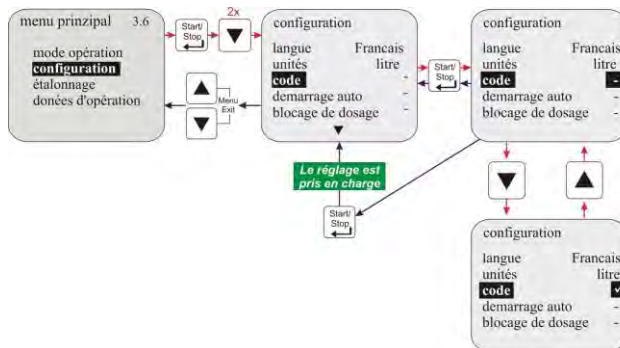 menu prinzipal 3.6
mode opération
configuration
étalonnage
donées d'opération
Start/
Stop
2x
Menu
Exit
configuration
langue Francais
unités litre
code -
demarrage auto -
blocage de dosage -
Start/
Stop
configuration
langue Francais
unités litre
code -
demarrage auto -
blocage de dosage -
Le réglage est
pris en charge
Start/
Stop
configuration
langue Francais
unités litre
code ✓
demarrage auto -
blocage de dosage -